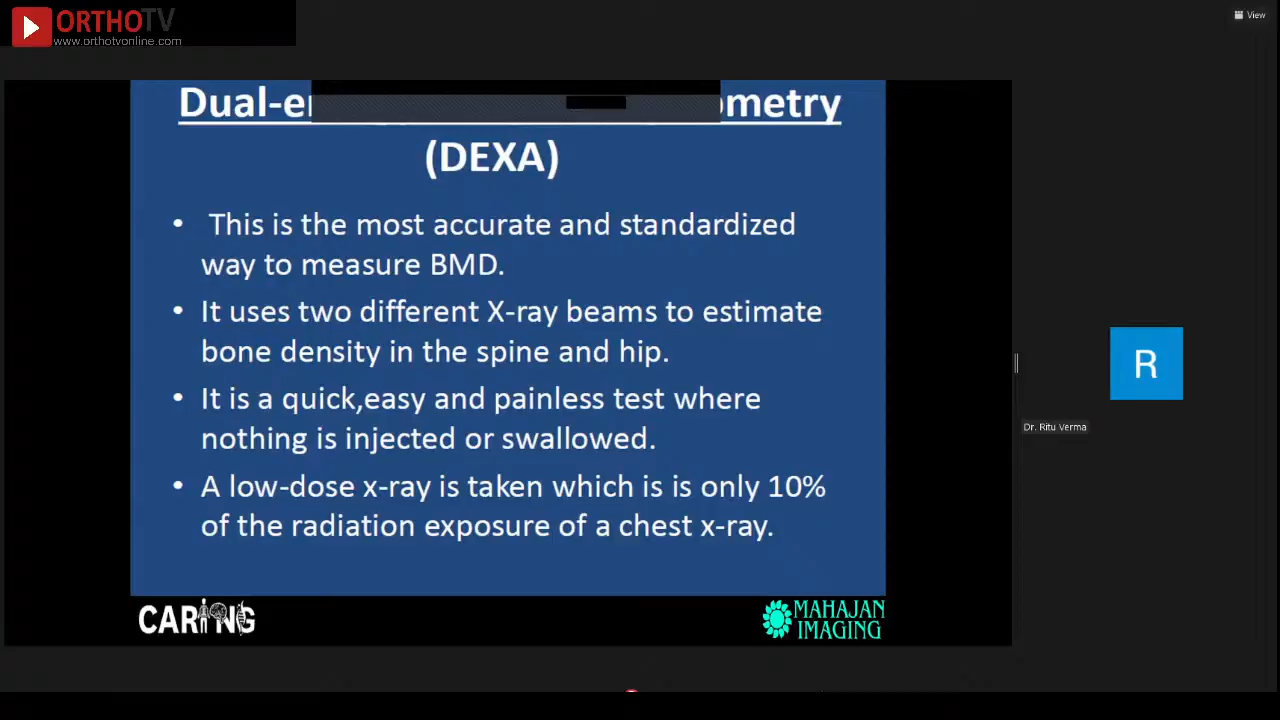 ORTHOTV
www.orthotvonline.com
View
(DEXA)
• This is the most accurate and standardized
way to measure BMD.
• It uses two different X-ray beams to estimate
bone density in the spine and hip.
• It is a quick,easy and painless test where
nothing is injected or swallowed.
• A low-dose x-ray is taken which is is only 10%
of the radiation exposure of a chest x-ray.
R
Dr. Ritu Verma
CARING
MAHAJAN
IMAGING